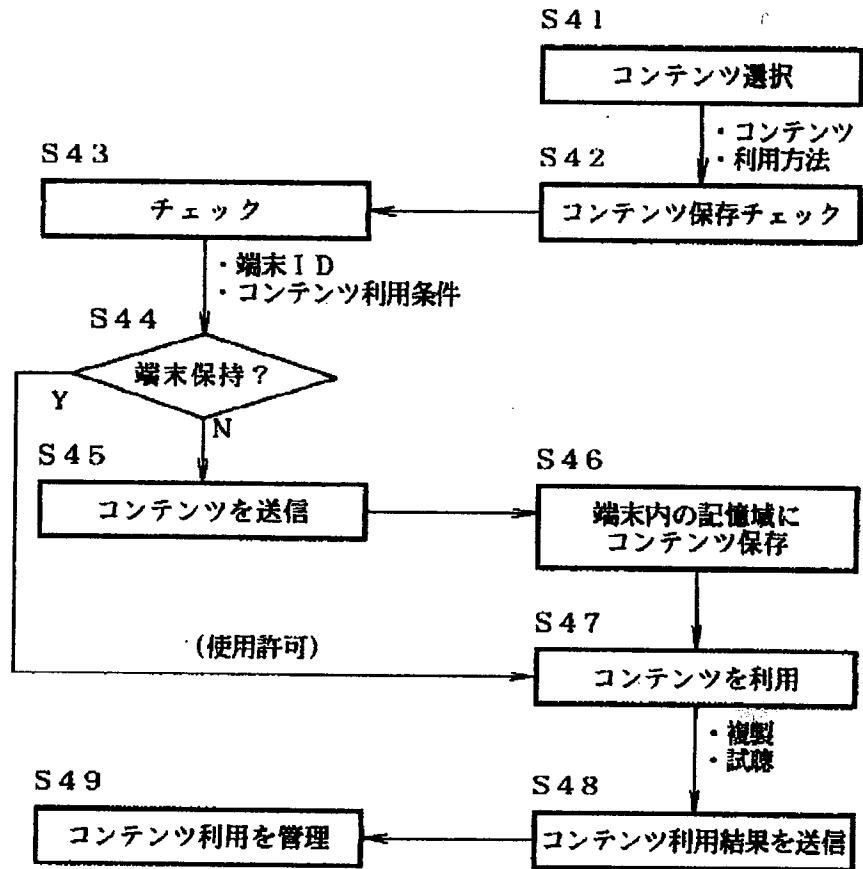 S41
コンテンツ選択
・コンテンツ
・利用方法
S42
コンテンツ保存チェック
S43
チェック
・端末ID
・コンテンツ利用条件
S44
端末保持?
Y
N
S45
コンテンツを送信
S46
端末内の記憶域に
コンテンツ保存
(使用許可)
S47
コンテンツを利用
・複製
・試聴
S48
コンテンツ利用結果を送信
S49
コンテンツ利用を管理